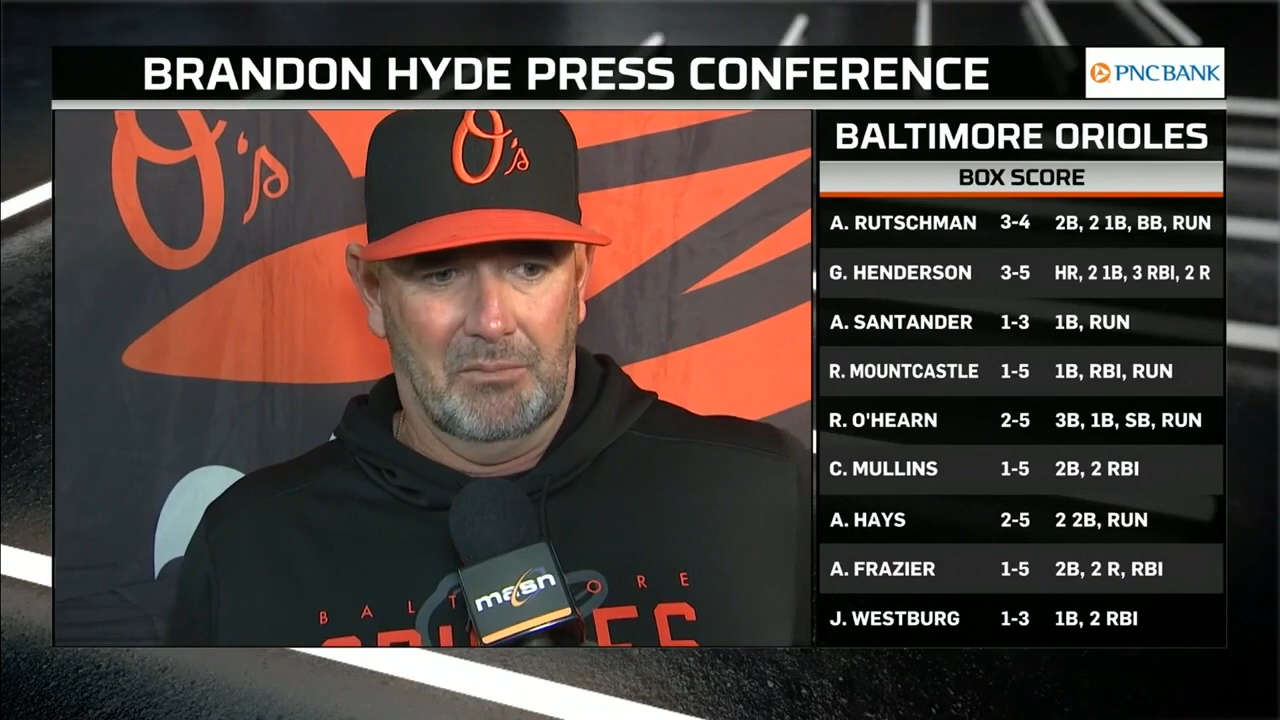 BRANDON HYDE PRESS CONFERENCE
PNCBANK
O's
O's
masn
BALTIMORE
BALTIMORE ORIOLES
BOX SCORE
A. RUTSCHMAN 3-4 2B, 2 1B, BB, RUN
G. HENDERSON 3-5 HR, 2 1B, 3 RBI, 2 R
A. SANTANDER 1-3 1B, RUN
R. MOUNTCASTLE 1-5 1B, RBI, RUN
R. O'HEARN 2-5 3B, 1B, SB, RUN
C. MULLINS 1-5 2B, 2 RBI
A. HAYS 2-5 2 2B, RUN
A. FRAZIER 1-5 2B, 2 R, RBI
J. WESTBURG 1-3 1B, 2 RBI